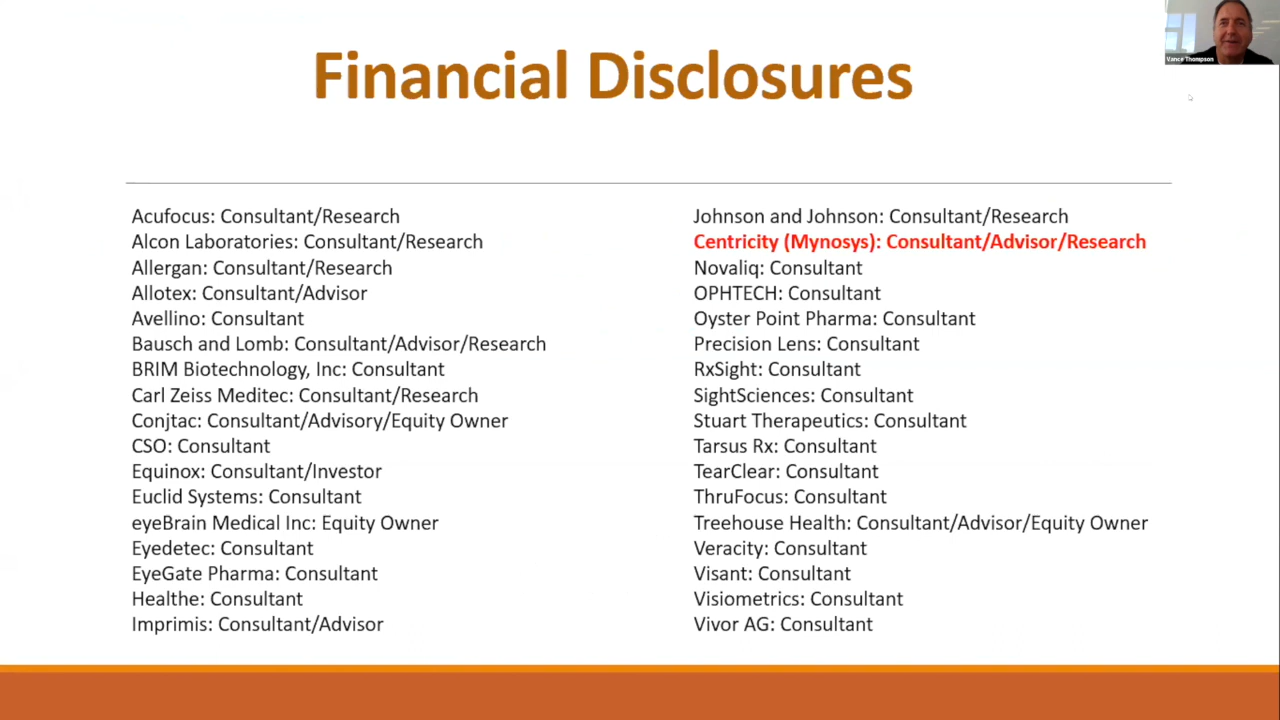 Financial Disclosures
Vance Thompson
Acufocus: Consultant/Research
Alcon Laboratories: Consultant/Research
Allergan: Consultant/Research
Allotex: Consultant/Advisor
Avellino: Consultant
Bausch and Lomb: Consultant/Advisor/Research
BRIM Biotechnology, Inc: Consultant
Carl Zeiss Meditec: Consultant/Research
Conjtac: Consultant/Advisory/Equity Owner
CSO: Consultant
Equinox: Consultant/Investor
Euclid Systems: Consultant
eyeBrain Medical Inc: Equity Owner
Eyedetec: Consultant
EyeGate Pharma: Consultant
Healthe: Consultant
Imprimis: Consultant/Advisor
Johnson and Johnson: Consultant/Research
Centricity (Mynosys): Consultant/Advisor/Research
Novaliq: Consultant
OPHTECH: Consultant
Oyster Point Pharma: Consultant
Precision Lens: Consultant
RxSight: Consultant
SightSciences: Consultant
Stuart Therapeutics: Consultant
Tarsus Rx: Consultant
TearClear: Consultant
ThruFocus: Consultant
Treehouse Health: Consultant/Advisor/Equity Owner
Veracity: Consultant
Visant: Consultant
Visiometrics: Consultant
Vivor AG: Consultant